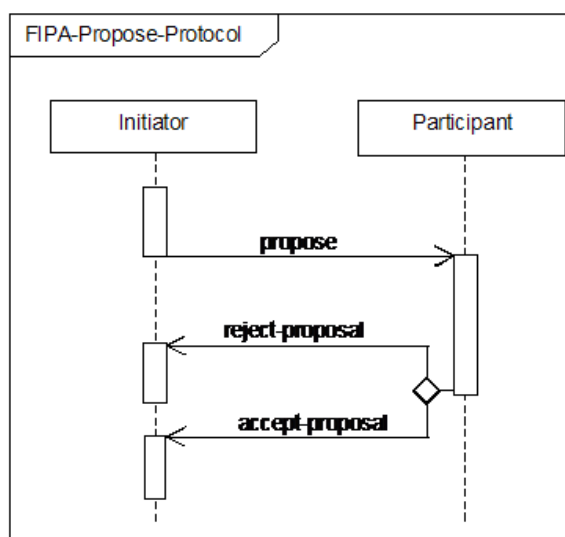 FIPA-Propose-Protocol
Initiator
Participant
propose
reject-proposal
accept-proposal